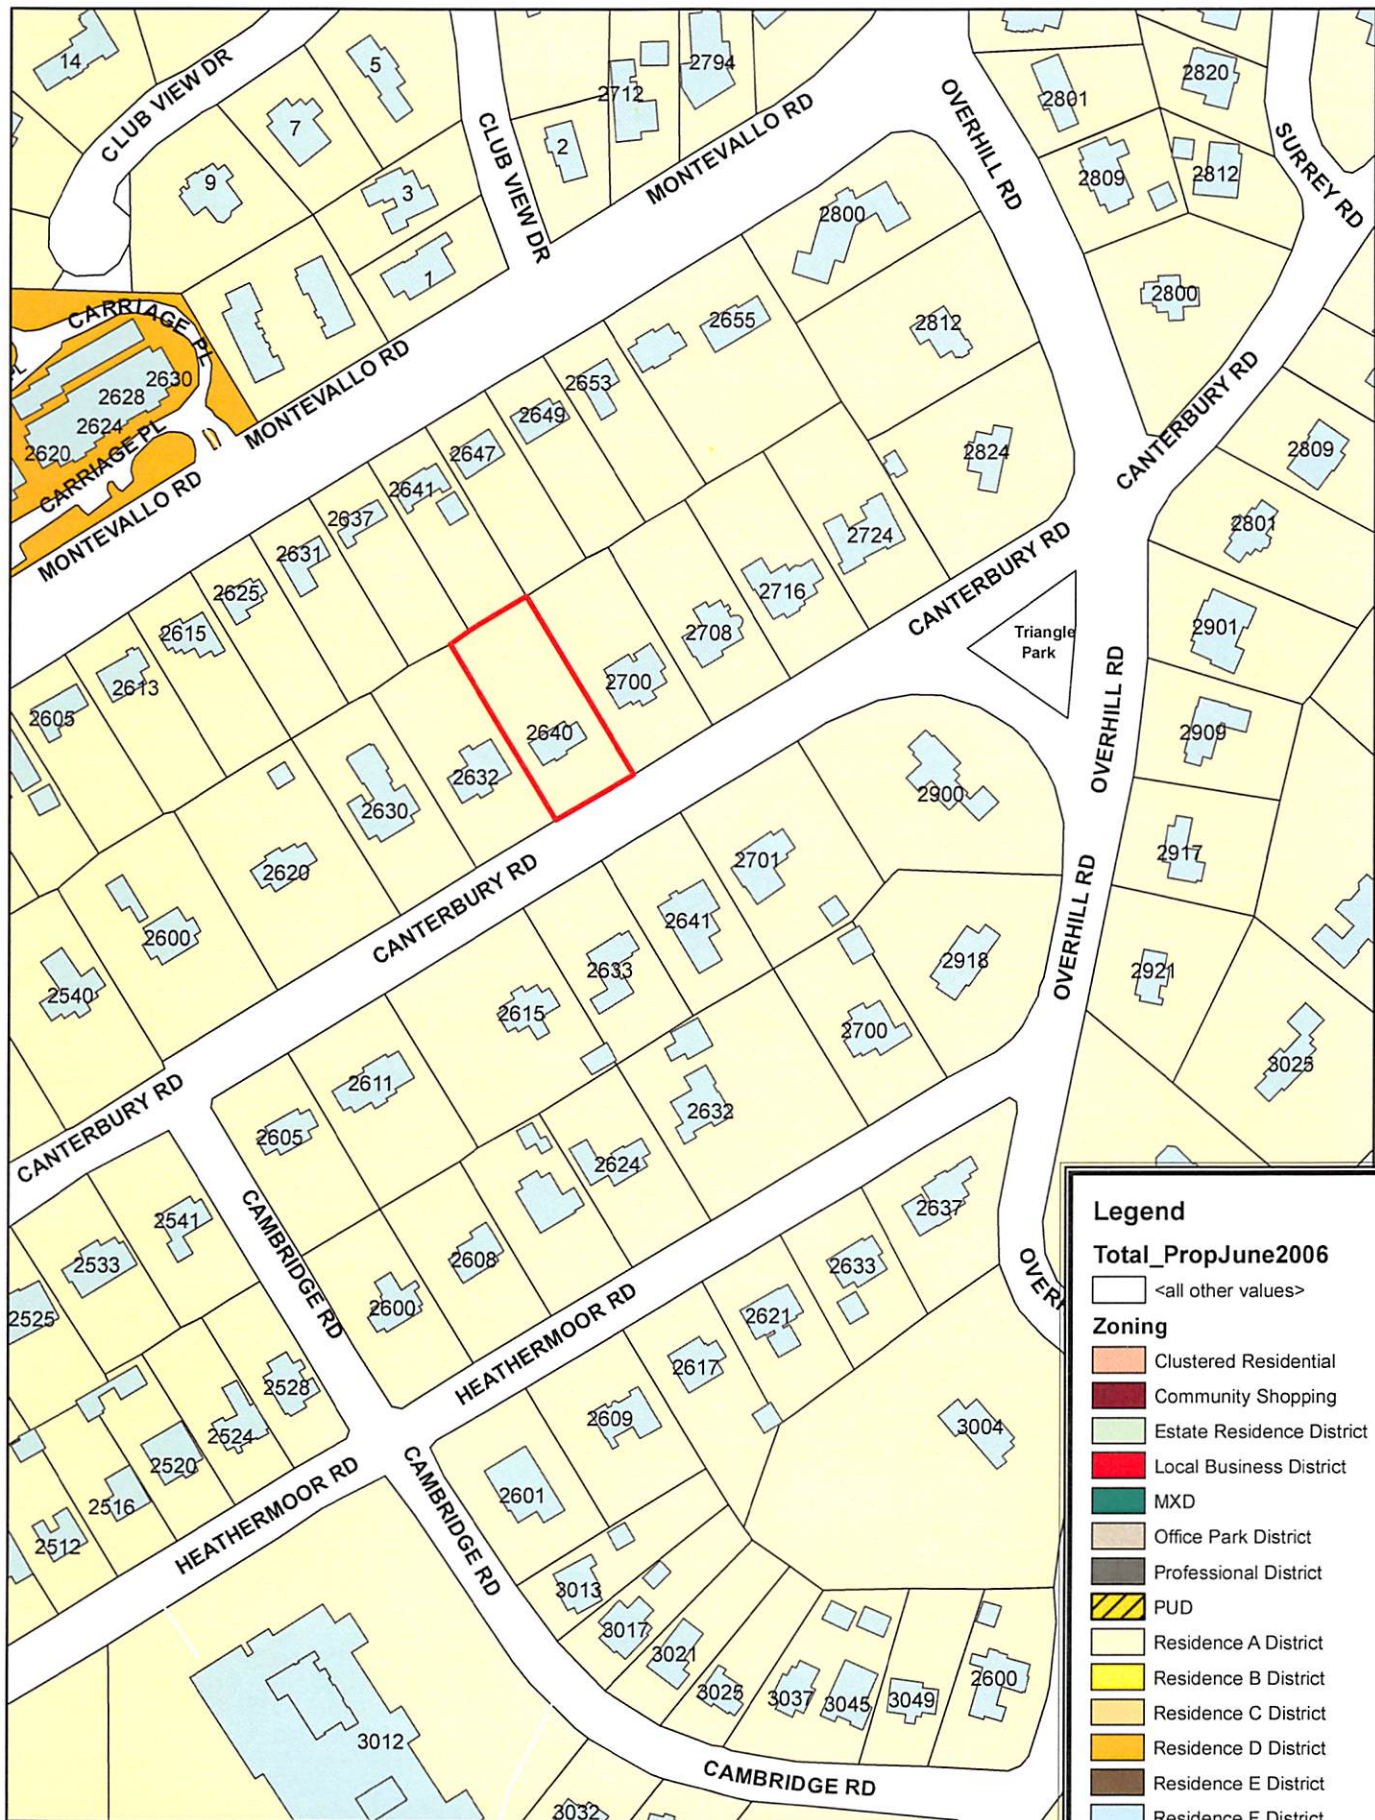 14
CLUB VIEW DR
5
7
9
3
1
CLUB VIEW DR
2
2712
2794
MONTEVALLO RD
OVERHILL RD
2801
2820
2809
2812
SURREY RD
2800
2800
2812
2655
CARRIAGE PL
2630
2628
2624
2620
CARRIAGE PL
MONTEVALLO RD
MONTEVALLO RD
2653
2649
2647
2641
2637
2631
2625
2615
2613
2605
2824
CANTERBURY RD
2809
2801
2724
2716
2708
2700
CANTERBURY RD
Triangle
Park
2901
OVERHILL RD
2909
2640
2632
2630
2620
2600
2540
2900
2917
2701
2641
2633
2615
CANTERBURY RD
OVERHILL RD
2918
2921
2700
3025
2611
2605
2632
2624
CANTERBURY RD
2541
2533
2525
CAMBRIDGE RD
2608
2600
2637
2633
2621
2617
2609
2601
HEATHERMOOR RD
2528
2524
2520
2516
2512
HEATHERMOOR RD
CAMBRIDGE RD
3004
3013
3017
3021
3025
3037
3045
3049
2600
3012
CAMBRIDGE RD
3032
Legend
Total_PropJune2006
<all other values>
Zoning
Clustered Residential
Community Shopping
Estate Residence District
Local Business District
MXD
Office Park District
Professional District
PUD
Residence A District
Residence B District
Residence C District
Residence D District
Residence E District
Residence F District